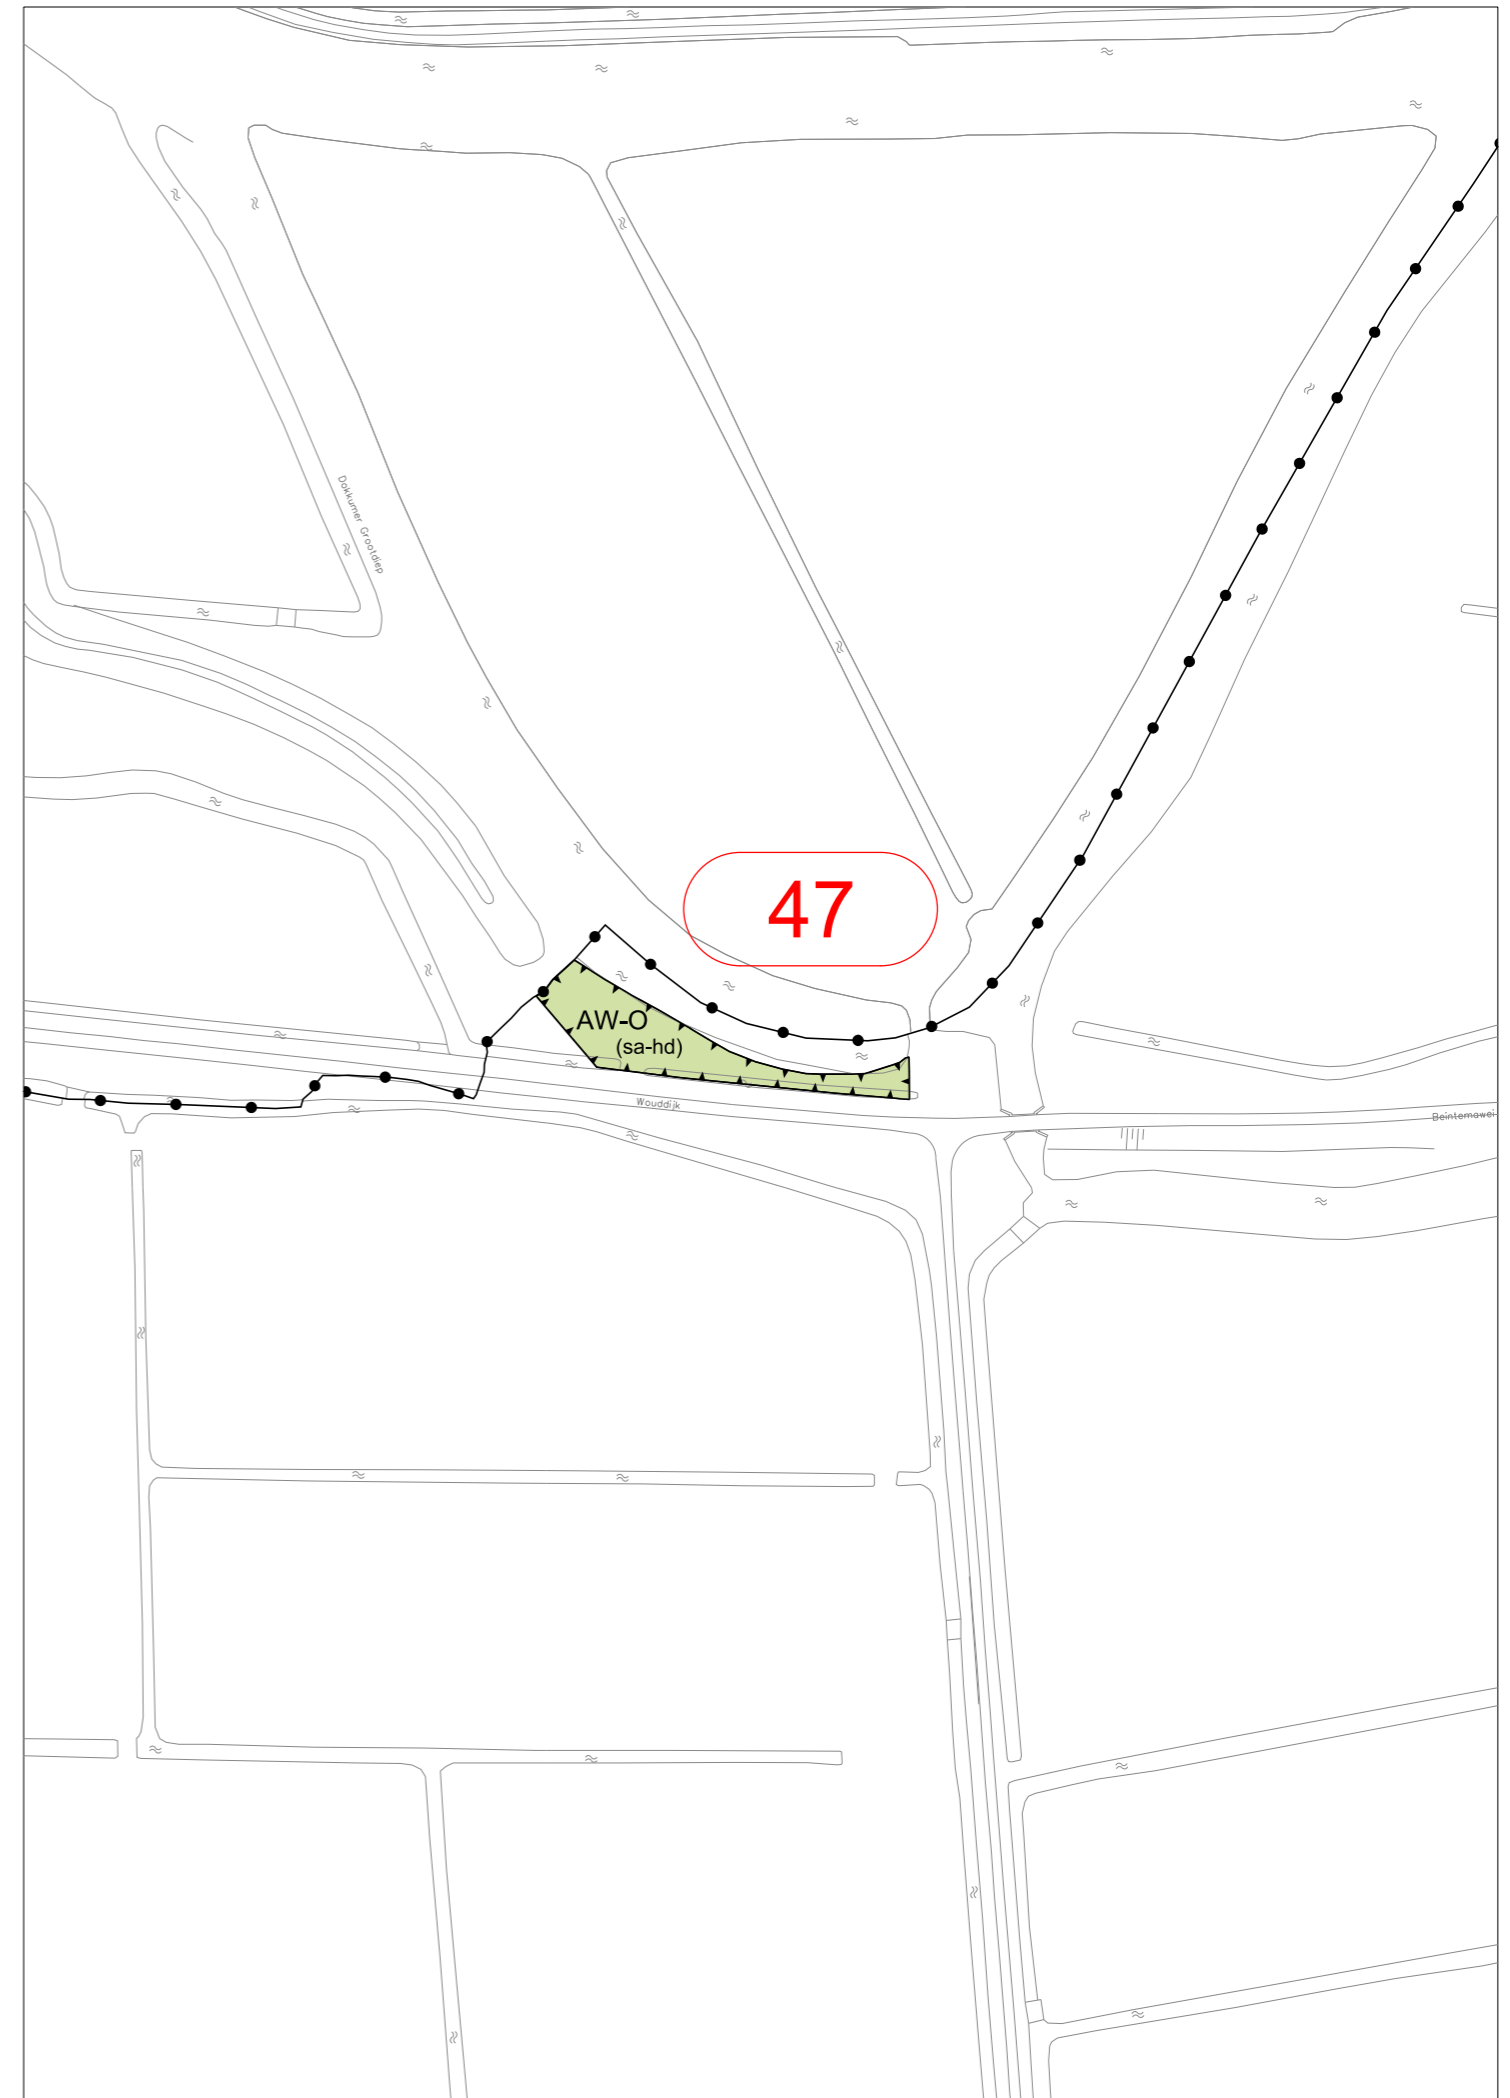 Dokkumer Grootdiep
47
AW-O
(sa-hd)
Wouddijk
Beintemawei